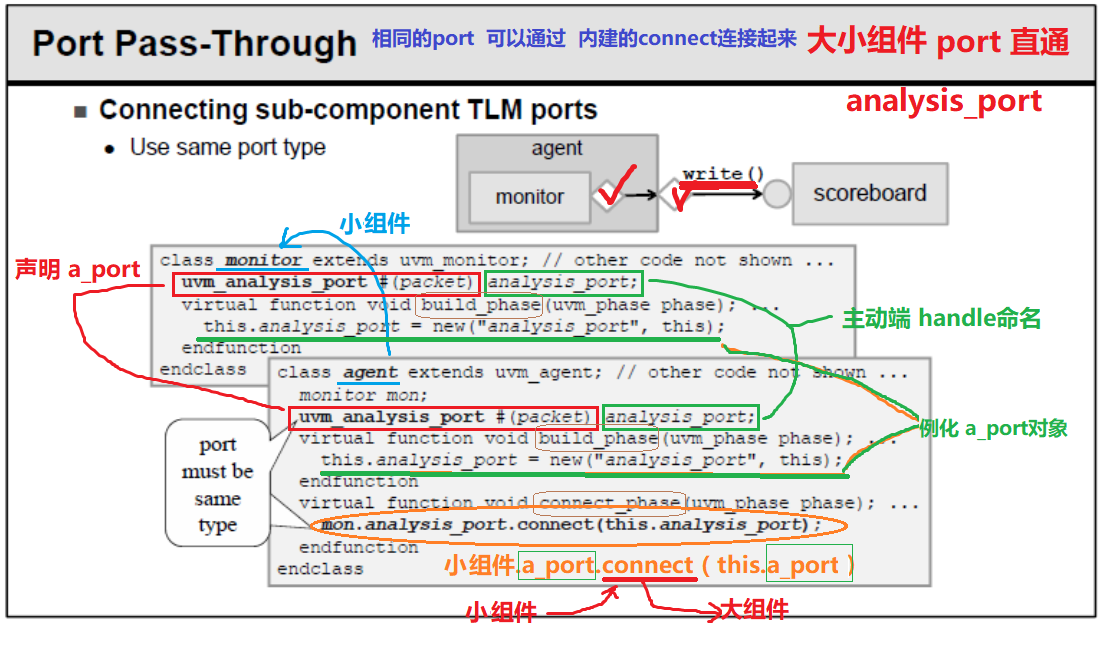 Port Pass-Through 相同的port 可以通过 内建的connect连接起来 大小组件 port 直通
■ Connecting sub-component TLM ports
analysis_port
● Use same port type
agent
monitor
write()
scoreboard
小组件
声明 a_port
class monitor extends uvm_monitor; // other code not shown ...
uvm_analysis_port #(packet) analysis_port;
virtual function void build_phase(uvm_phase phase); ...
this.analysis_port = new("analysis_port", this);
endfunction
endclass
主动端 handle命名
class agent extends uvm_agent; // other code not shown ...
monitor mon;
uvm_analysis_port #(packet) analysis_port;
virtual function void build_phase(uvm_phase phase); ...
this.analysis_port = new("analysis_port", this);
endfunction
virtual function void connect_phase(uvm_phase phase); ...
mon.analysis_port.connect(this.analysis_port);
endfunction
endclass
例化 a_port对象
port
must be
same
type
小组件.a_port.connect ( this.a_port )
小组件
大组件